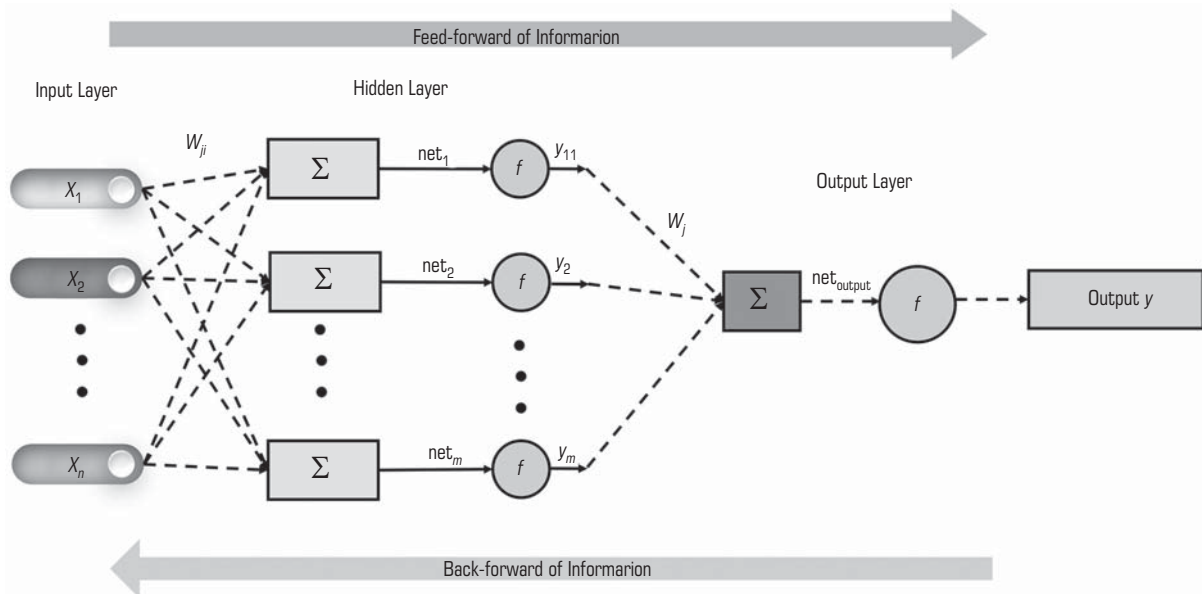 Feed-forward of Informarion
Input Layer
Hidden Layer
W_ji
Σ
net_1
f
y_11
X_1
Output Layer
W_j
X_2
Σ
net_2
f
y_2
Σ
net_output
f
Output y
X_n
Σ
net_m
f
y_m
Back-forward of Informarion